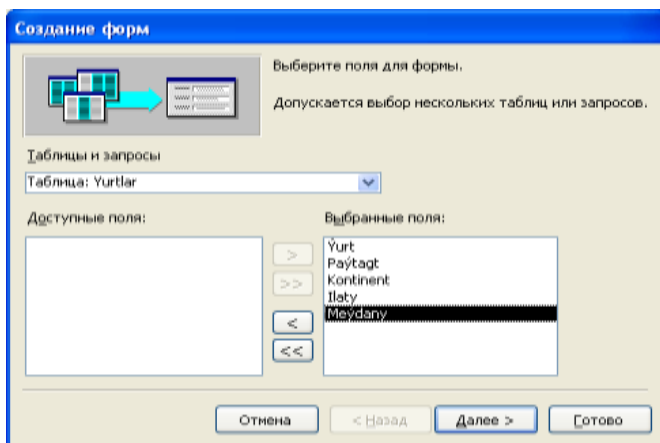 Создание форм
Выберите поля для формы.
Допускается выбор нескольких таблиц или запросов.
Таблицы и запросы
Таблица: Yurtlar
Доступные поля:
Выбранные поля:
>
>>
<
<<
Ýurt
Paýtagt
Kontinent
Ilaty
Meýdany
Отмена
< Назад
Далее >
Готово